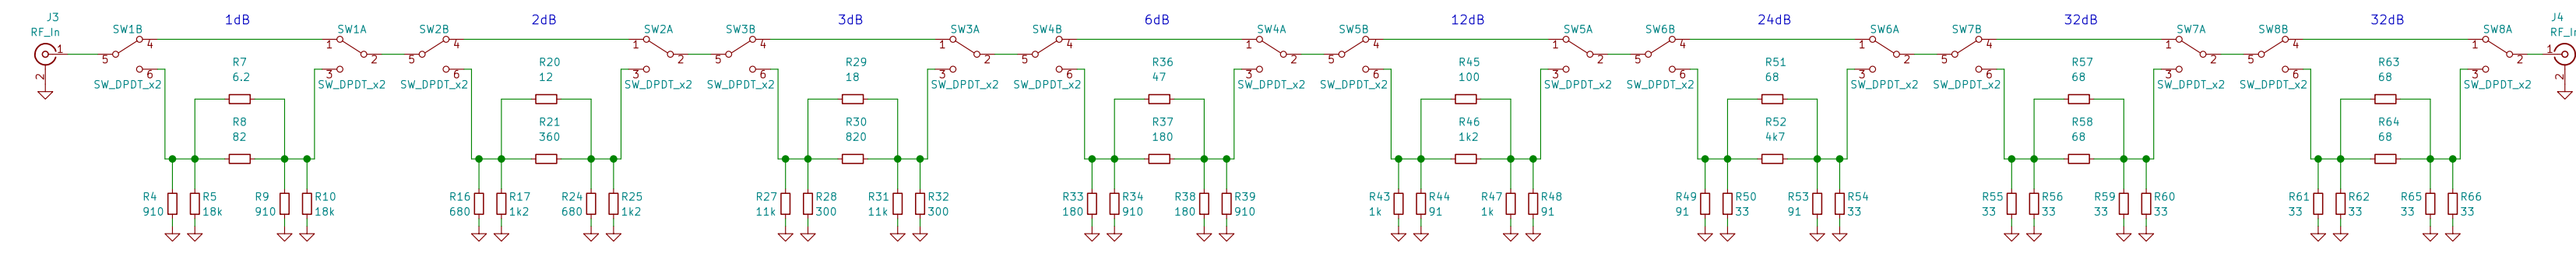 J3
RF_In
1
2
1dB
SW1B
4
5
6
SW_DPDT_x2
R7
6.2
R8
82
R4
910
R5
18k
R9
910
R10
18k
SW1A
1
2
3
SW_DPDT_x2
2dB
SW2B
4
5
6
SW_DPDT_x2
R20
12
R21
360
R16
680
R17
1k2
R24
680
R25
1k2
SW2A
1
2
3
SW_DPDT_x2
3dB
SW3B
4
5
6
SW_DPDT_x2
R29
18
R30
820
R27
11k
R28
300
R31
11k
R32
300
SW3A
1
2
3
SW_DPDT_x2
6dB
SW4B
4
5
6
SW_DPDT_x2
R36
47
R37
180
R33
180
R34
910
R38
180
R39
910
SW4A
1
2
3
SW_DPDT_x2
12dB
SW5B
4
5
6
SW_DPDT_x2
R45
100
R46
1k2
R43
1k
R44
91
R47
1k
R48
91
SW5A
1
2
3
SW_DPDT_x2
24dB
SW6B
4
5
6
SW_DPDT_x2
R51
68
R52
4k7
R49
91
R50
33
R53
91
R54
33
SW6A
1
2
3
SW_DPDT_x2
32dB
SW7B
4
5
6
SW_DPDT_x2
R57
68
R58
68
R55
33
R56
33
R59
33
R60
33
SW7A
1
2
3
SW_DPDT_x2
32dB
SW8B
4
5
6
SW_DPDT_x2
R63
68
R64
68
R61
33
R62
33
R65
33
R66
33
SW8A
1
2
3
SW_DPDT_x2
J4
1
2